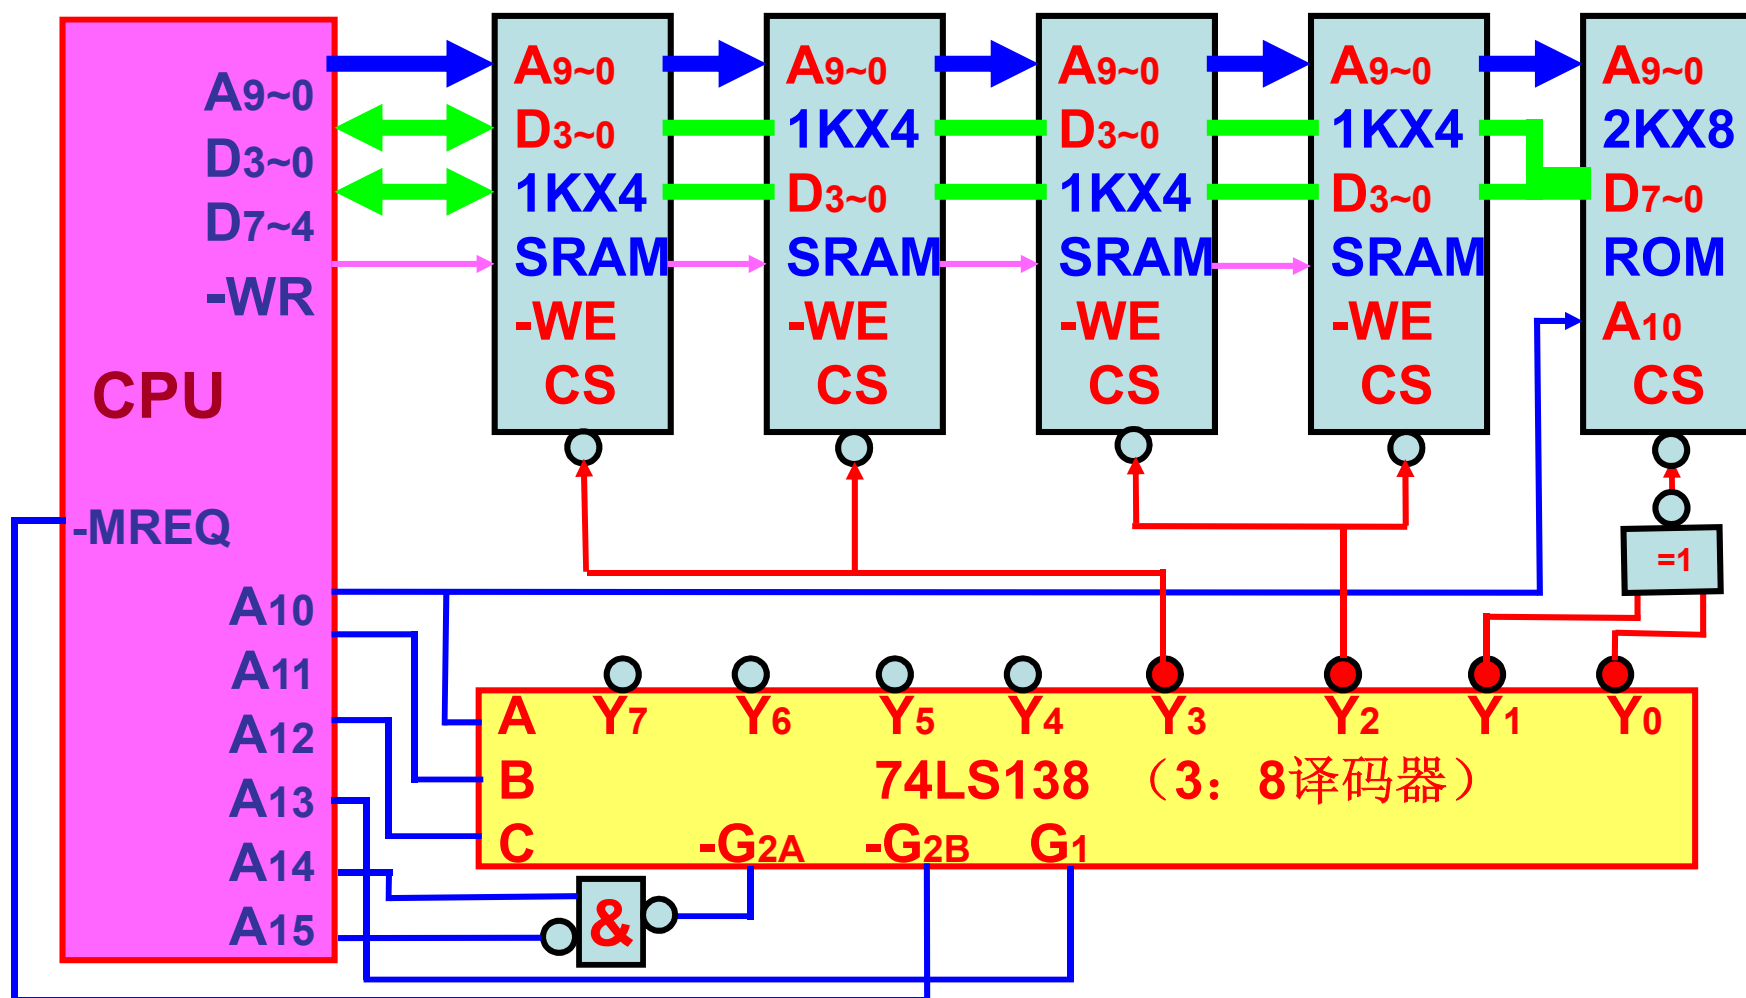 A9~0
D3~0
D7~4
-WR
CPU
-MREQ
A10
A11
A12
A13
A14
A15
A9~0
D3~0
1KX4
SRAM
-WE
CS
A9~0
1KX4
D3~0
SRAM
-WE
CS
A9~0
D3~0
1KX4
SRAM
-WE
CS
A9~0
1KX4
D3~0
SRAM
-WE
CS
A9~0
2KX8
D7~0
ROM
A10
CS
=1
A Y7 Y6 Y5 Y4 Y3 Y2 Y1 Y0
B 74LS138 （3：8译码器）
C -G2A -G2B G1
&